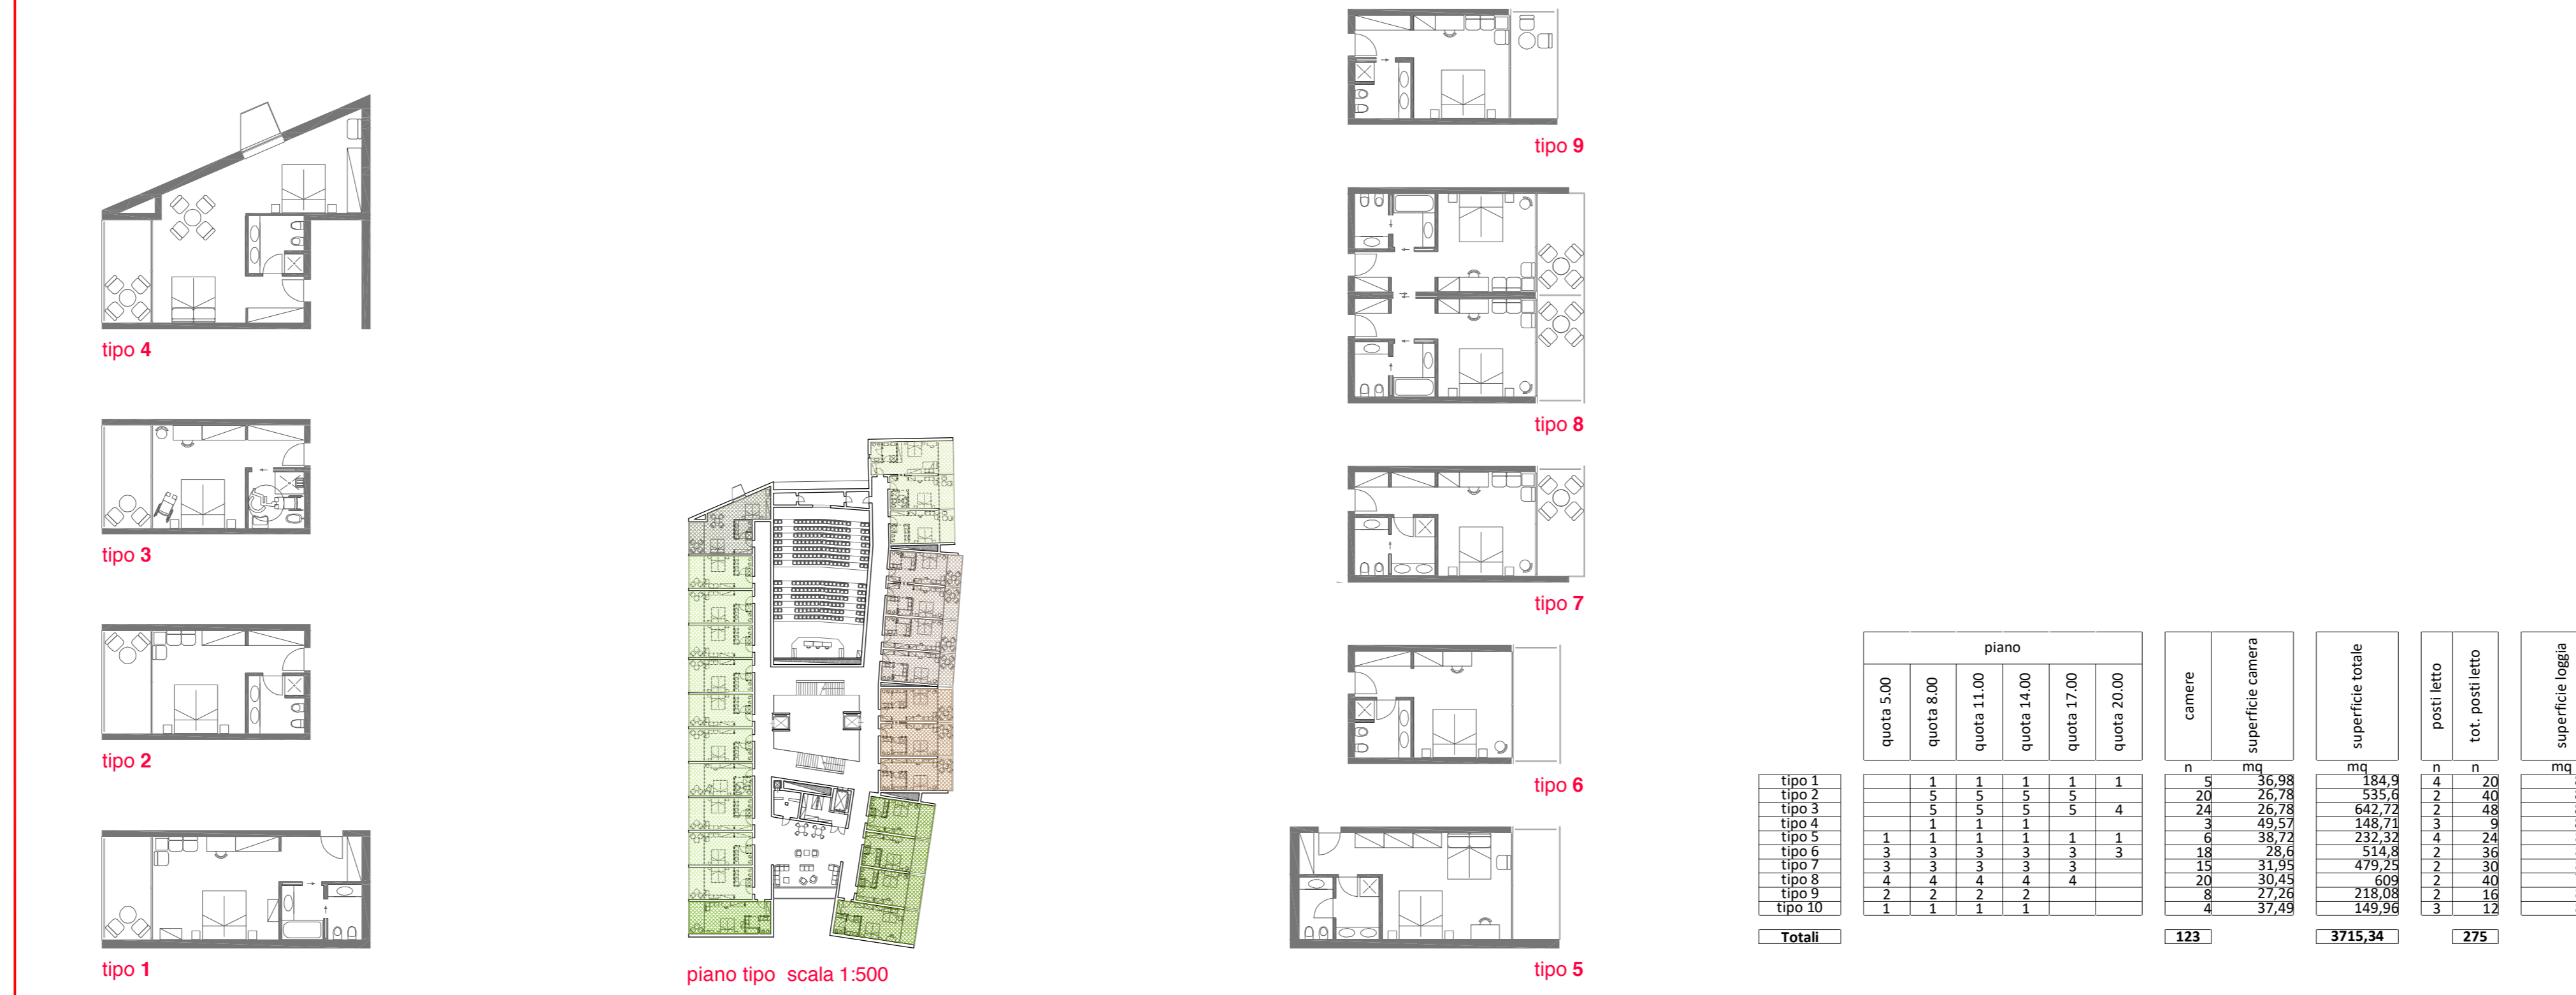 tipo 4
tipo 3
tipo 2
tipo 1
piano tipo scala 1:500
tipo 9
tipo 8
tipo 7
tipo 6
tipo 5
piano
quota 5.00 quota 8.00 quota 11.00 quota 14.00 quota 17.00 quota 20.00 camere superficie camera superficie totale posti letto tot. posti letto superficie loggia
n mq mq n n mq
tipo 1 1 1 1 1 1 5 36,98 184,9 4 20
tipo 2 5 5 5 5 20 26,78 535,6 2 40
tipo 3 5 5 5 5 4 24 26,78 642,72 2 48
tipo 4 1 1 1 3 49,57 148,71 3 9
tipo 5 1 1 1 1 1 1 6 38,72 232,32 4 24
tipo 6 3 3 3 3 3 3 18 28,6 514,8 2 36
tipo 7 3 3 3 3 3 15 31,95 479,25 2 30
tipo 8 4 4 4 4 4 20 30,45 609 2 40
tipo 9 2 2 2 2 8 27,26 218,08 2 16
tipo 10 1 1 1 1 4 37,49 149,96 3 12
Totali 123 3715,34 275